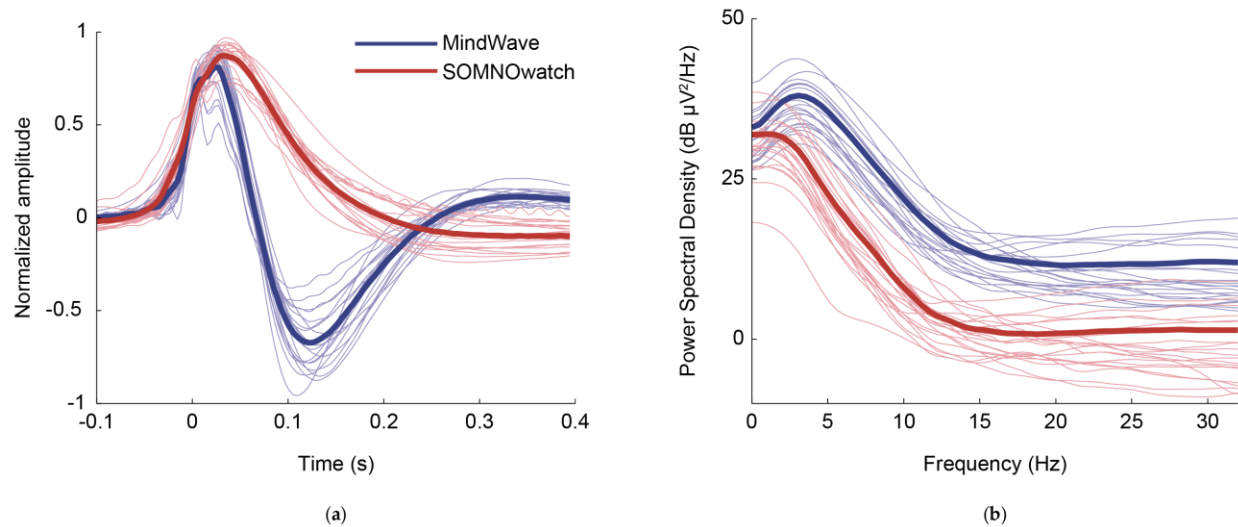 1
0.5
0
-0.5
-1
-0.1
0
0.1
0.2
0.3
0.4
Normalized amplitude
Time (s)
MindWave
SOMNOwatch
(a)
50
25
0
0
5
10
15
20
25
30
Power Spectral Density (dB µV²/Hz)
Frequency (Hz)
(b)